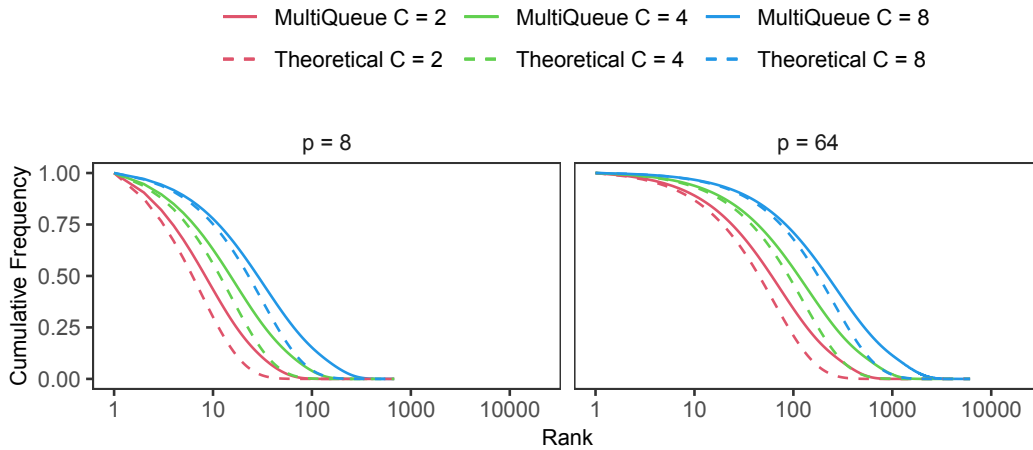 MultiQueue C = 2 MultiQueue C = 4 MultiQueue C = 8
Theoretical C = 2 Theoretical C = 4 Theoretical C = 8
p = 8 p = 64
Cumulative Frequency
1.00
0.75
0.50
0.25
0.00
1 10 100 1000 10000 1 10 100 1000 10000
Rank